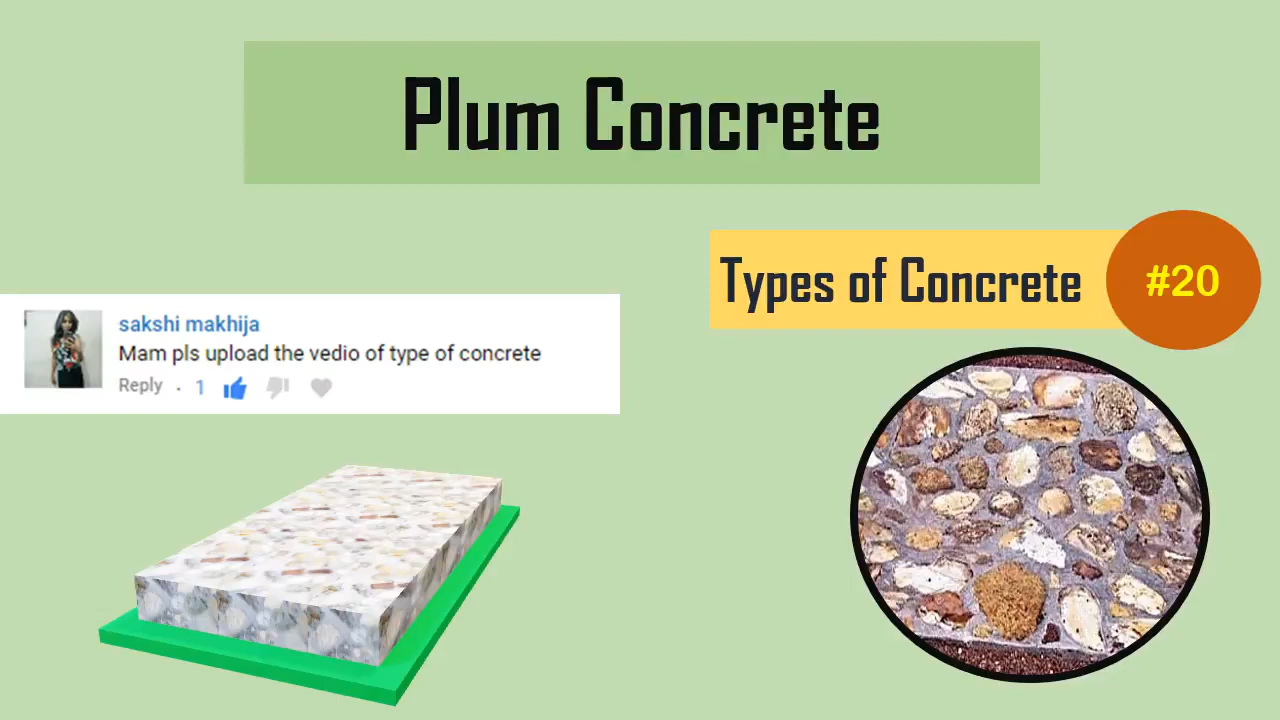 Plum Concrete
Types of Concrete
#20
sakshi makhija
Mam pls upload the vedio of type of concrete
Reply · 1